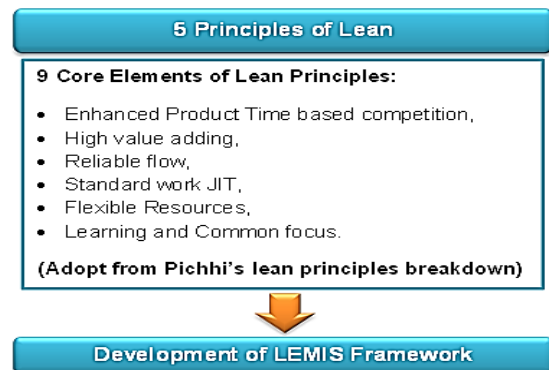 5 Principles of Lean
9 Core Elements of Lean Principles:
• Enhanced Product Time based competition,
• High value adding,
• Reliable flow,
• Standard work JIT,
• Flexible Resources,
• Learning and Common focus.
(Adopt from Pichhi's lean principles breakdown)
Development of LEMIS Framework